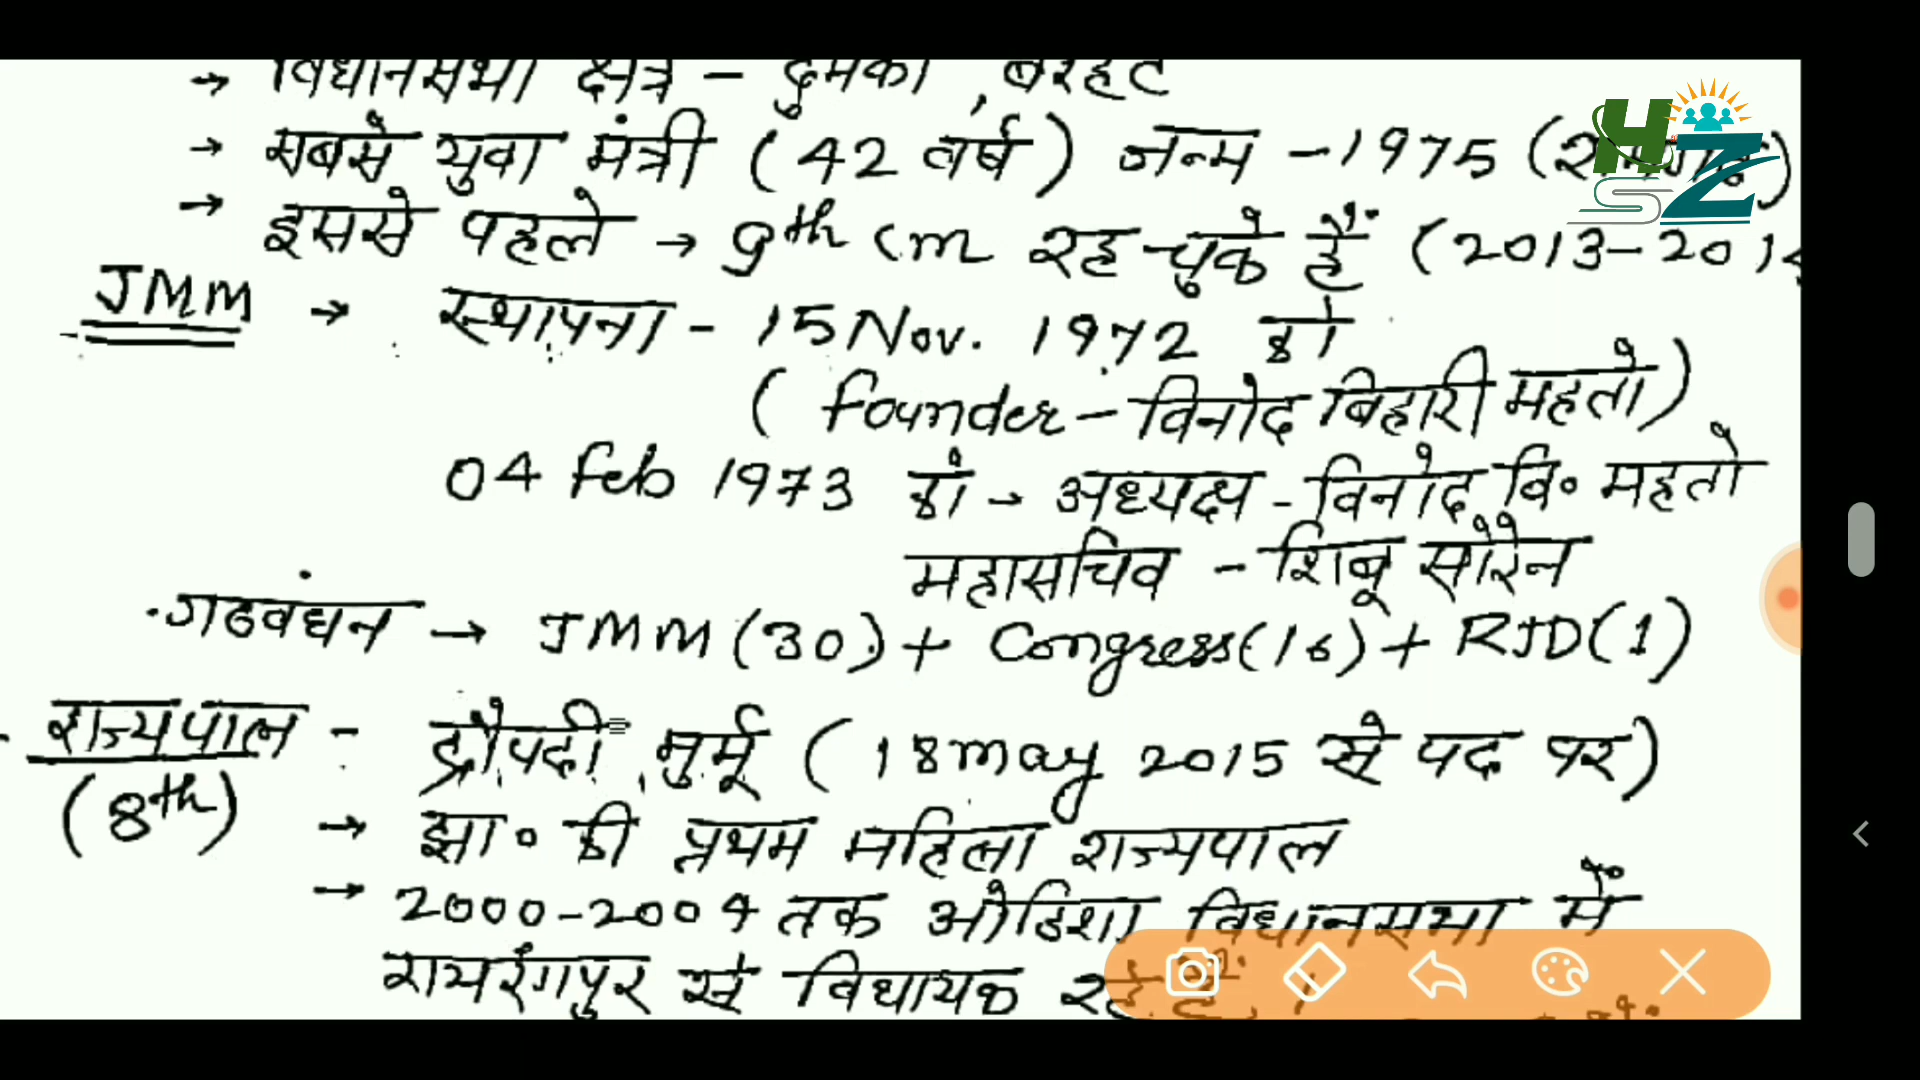 → विधानसभा क्षेत्र - दुमका, बरहेट
→ सबसे युवा मंत्री (42 वर्ष) जन्म - 1975
→ इससे पहले → 9th CM रह चुके हैं (2013-2014
JMM → स्थापना - 15 Nov. 1972 को
(founder - विनोद बिहारी महतो)
04 feb 1973 को - अध्यक्ष - विनोद वि० महतो
महासचिव - शिबू सोरेन
गठबंधन → JMM (30) + Congress (16) + RJD (1)
राज्यपाल - द्रौपदी मुर्मू (18 may 2015 से पद पर)
(8th) → झा० की प्रथम महिला राज्यपाल
→ 2000-2004 तक ओडिशा विधानसभा में
रायरंगपुर से विधायक
HZ
S